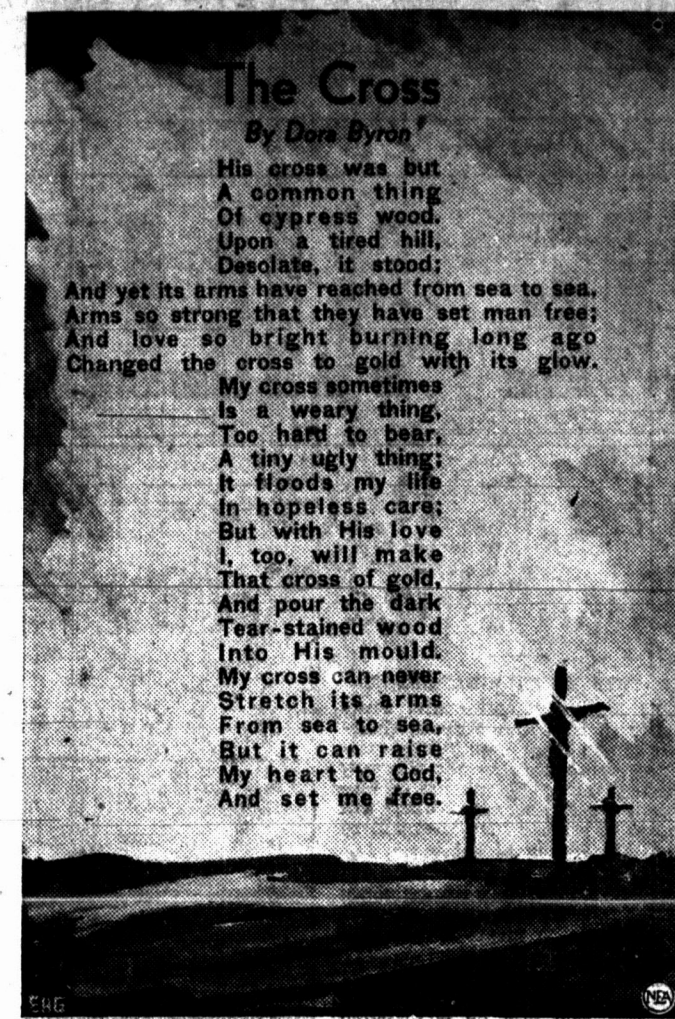 The Cross
By Dora Byron
His cross was but
A common thing
Of cypress wood.
Upon a tired hill,
Desolate, it stood;
And yet its arms have reached from sea to sea.
Arms so strong that they have set man free;
And love so bright burning long ago
Changed the cross to gold with its glow.
My cross sometimes
Is a weary thing,
Too hard to bear,
A tiny ugly thing;
It floods my life
In hopeless care;
But with His love
I, too, will make
That cross of gold,
And pour the dark
Tear-stained wood
Into His mould.
My cross can never
Stretch its arms
From sea to sea,
But it can raise
My heart to God,
And set me free.
EHG
NEA